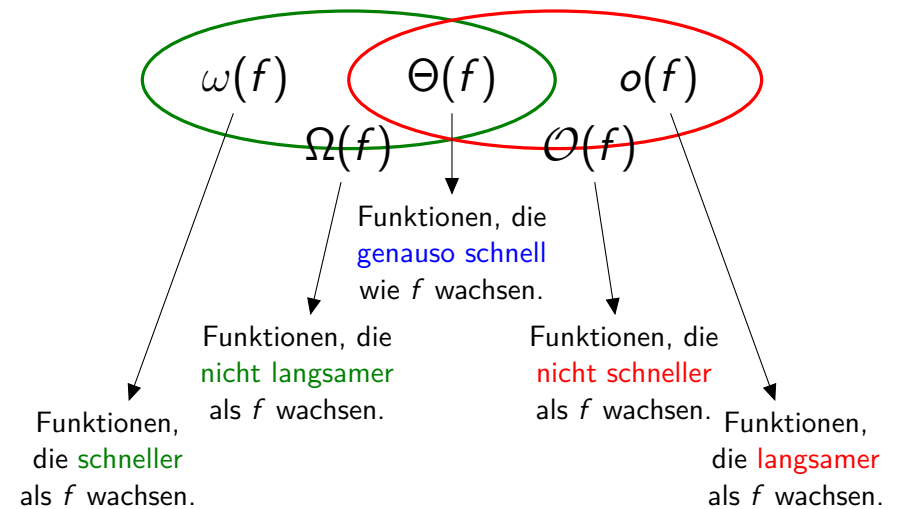 ω(f)
Θ(f)
o(f)
Ω(f)
𝒪(f)
Funktionen, die
genauso schnell
wie f wachsen.
Funktionen, die
nicht langsamer
als f wachsen.
Funktionen, die
nicht schneller
als f wachsen.
Funktionen,
die schneller
als f wachsen.
Funktionen,
die langsamer
als f wachsen.